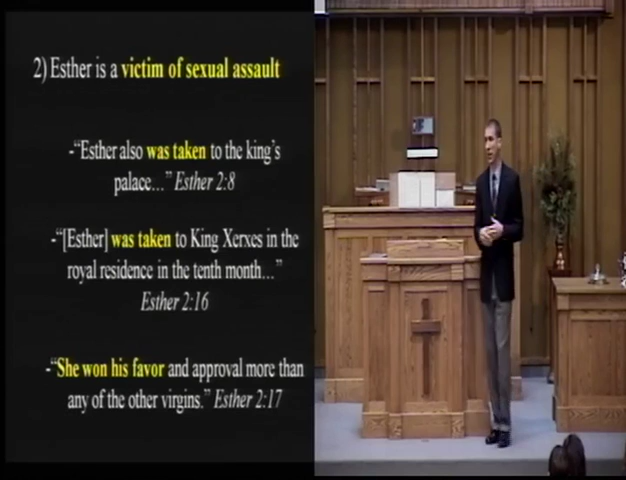 2) Esther is a victim of sexual assault
-“Esther also was taken to the king’s
palace...” Esther 2:8
-“[Esther] was taken to King Xerxes in the
royal residence in the tenth month...”
Esther 2:16
-“She won his favor and approval more than
any of the other virgins.” Esther 2:17